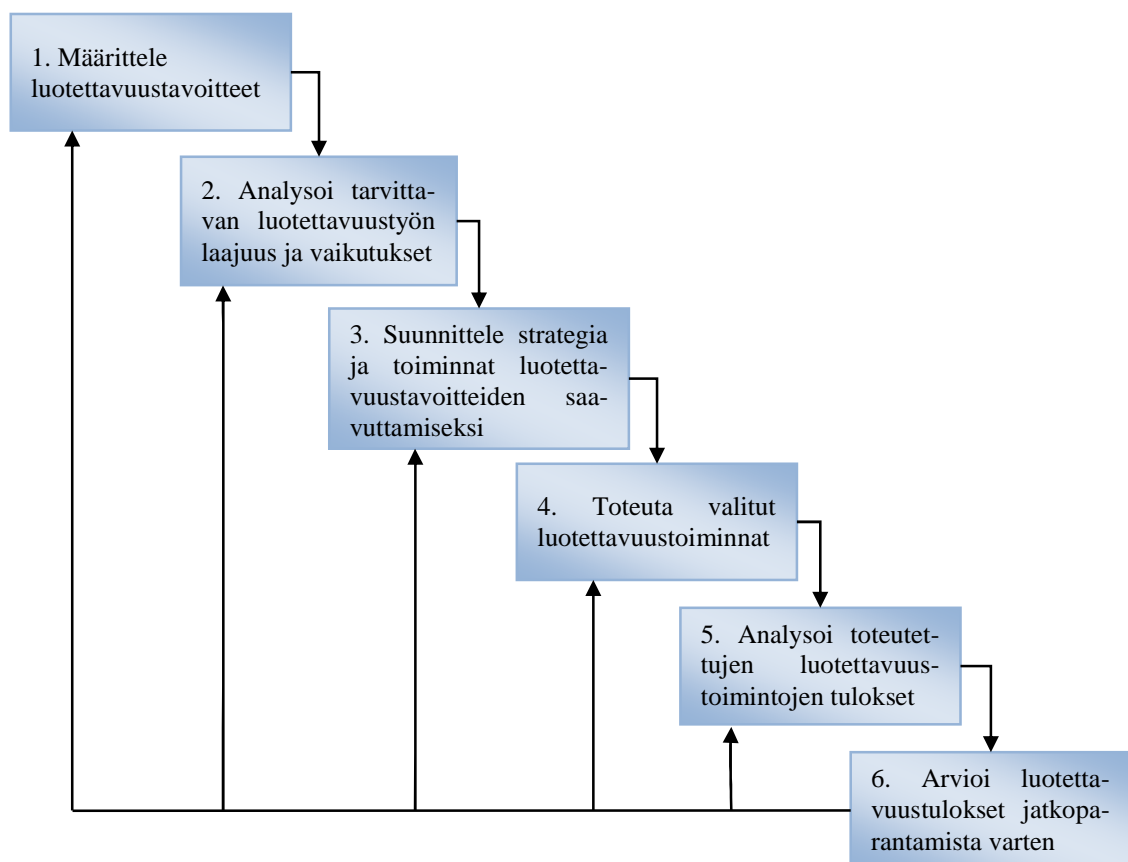 1. Määrittele
luotettavuustavoitteet
2. Analysoi tarvitta-
van luotettavuustyön
laajuus ja vaikutukset
3. Suunnittele strategia
ja toiminnat luotetta-
vuustavoitteiden saa-
vuttamiseksi
4. Toteuta valitut
luotettavuustoiminnat
5. Analysoi toteutet-
tujen luotettavuus-
toimintojen tulokset
6. Arvioi luotetta-
vuustulokset jatkopa-
rantamista varten